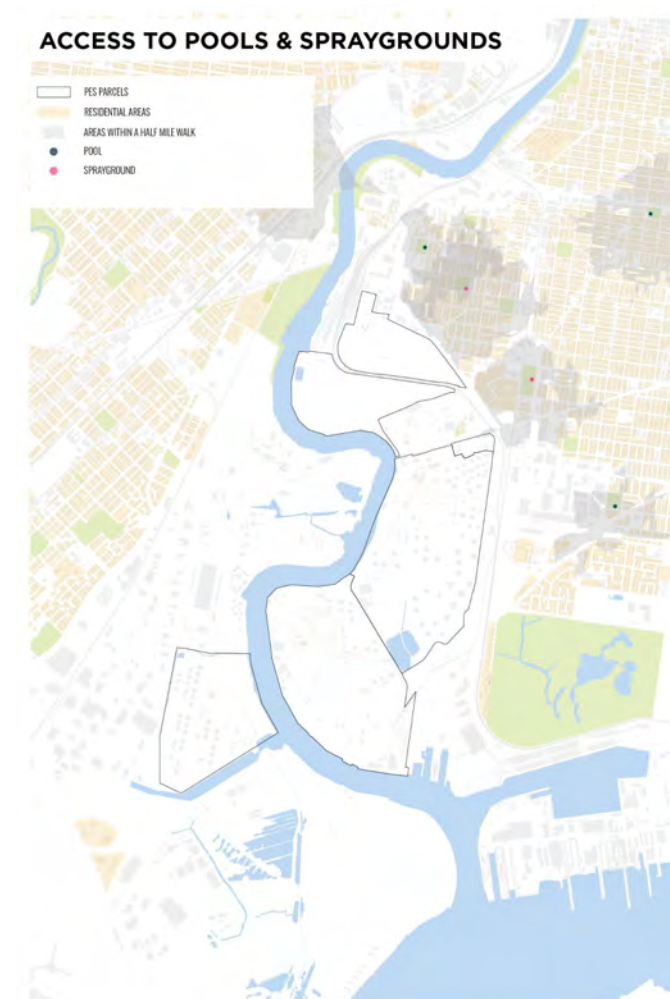 ACCESS TO POOLS & SPRAYGROUNDS
PES PARCELS
RESIDENTIAL AREAS
AREAS WITHIN A HALF MILE WALK
POOL
SPRAYGROUND